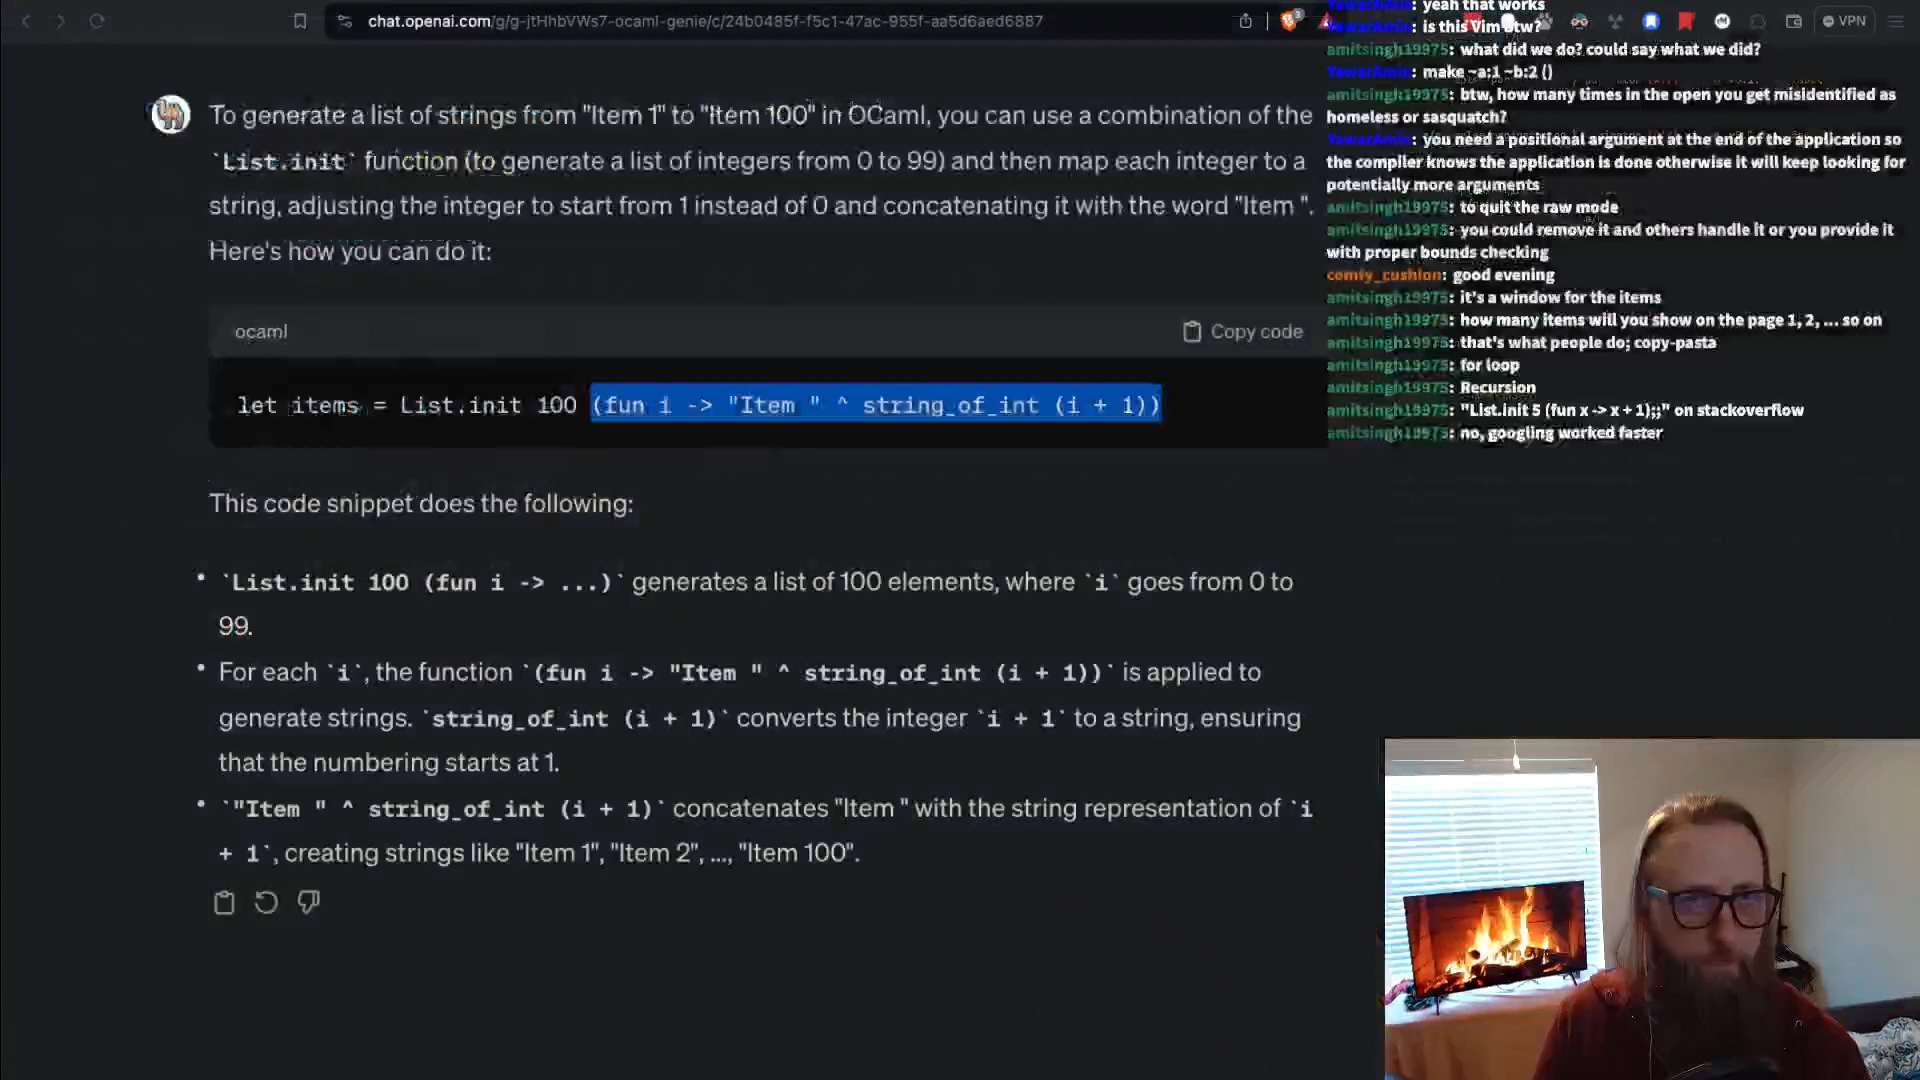 chat.openai.com/g/g-jtHhbVWs7-ocaml-genie/c/24b0485f-f5c1-47ac-955f-aa5d6aed6887
VPN
To generate a list of strings from "Item 1" to "Item 100" in OCaml, you can use a combination of the
`List.init` function (to generate a list of integers from 0 to 99) and then map each integer to a
string, adjusting the integer to start from 1 instead of 0 and concatenating it with the word "Item ".
Here's how you can do it:
ocaml
Copy code
let items = List.init 100 (fun i -> "Item " ^ string_of_int (i + 1))
This code snippet does the following:
• `List.init 100 (fun i -> ...)` generates a list of 100 elements, where `i` goes from 0 to
99.
• For each `i`, the function `(fun i -> "Item " ^ string_of_int (i + 1))` is applied to
generate strings. `string_of_int (i + 1)` converts the integer `i + 1` to a string, ensuring
that the numbering starts at 1.
• `"Item " ^ string_of_int (i + 1)` concatenates "Item " with the string representation of `i
+ 1`, creating strings like "Item 1", "Item 2", ..., "Item 100".
YawarAmin: yeah that works
YawarAmin: is this Vim btw?
amitsingh19975: what did we do? could say what we did?
YawarAmin: make ~a:1 ~b:2 ()
amitsingh19975: btw, how many times in the open you get misidentified as
homeless or sasquatch?
YawarAmin: you need a positional argument at the end of the application so
the compiler knows the application is done otherwise it will keep looking for
potentially more arguments
amitsingh19975: to quit the raw mode
amitsingh19975: you could remove it and others handle it or you provide it
with proper bounds checking
comfy_cushion: good evening
amitsingh19975: it's a window for the items
amitsingh19975: how many items will you show on the page 1, 2, ... so on
amitsingh19975: that's what people do; copy-pasta
amitsingh19975: for loop
amitsingh19975: Recursion
amitsingh19975: "List.init 5 (fun x -> x + 1);;" on stackoverflow
amitsingh19975: no, googling worked faster